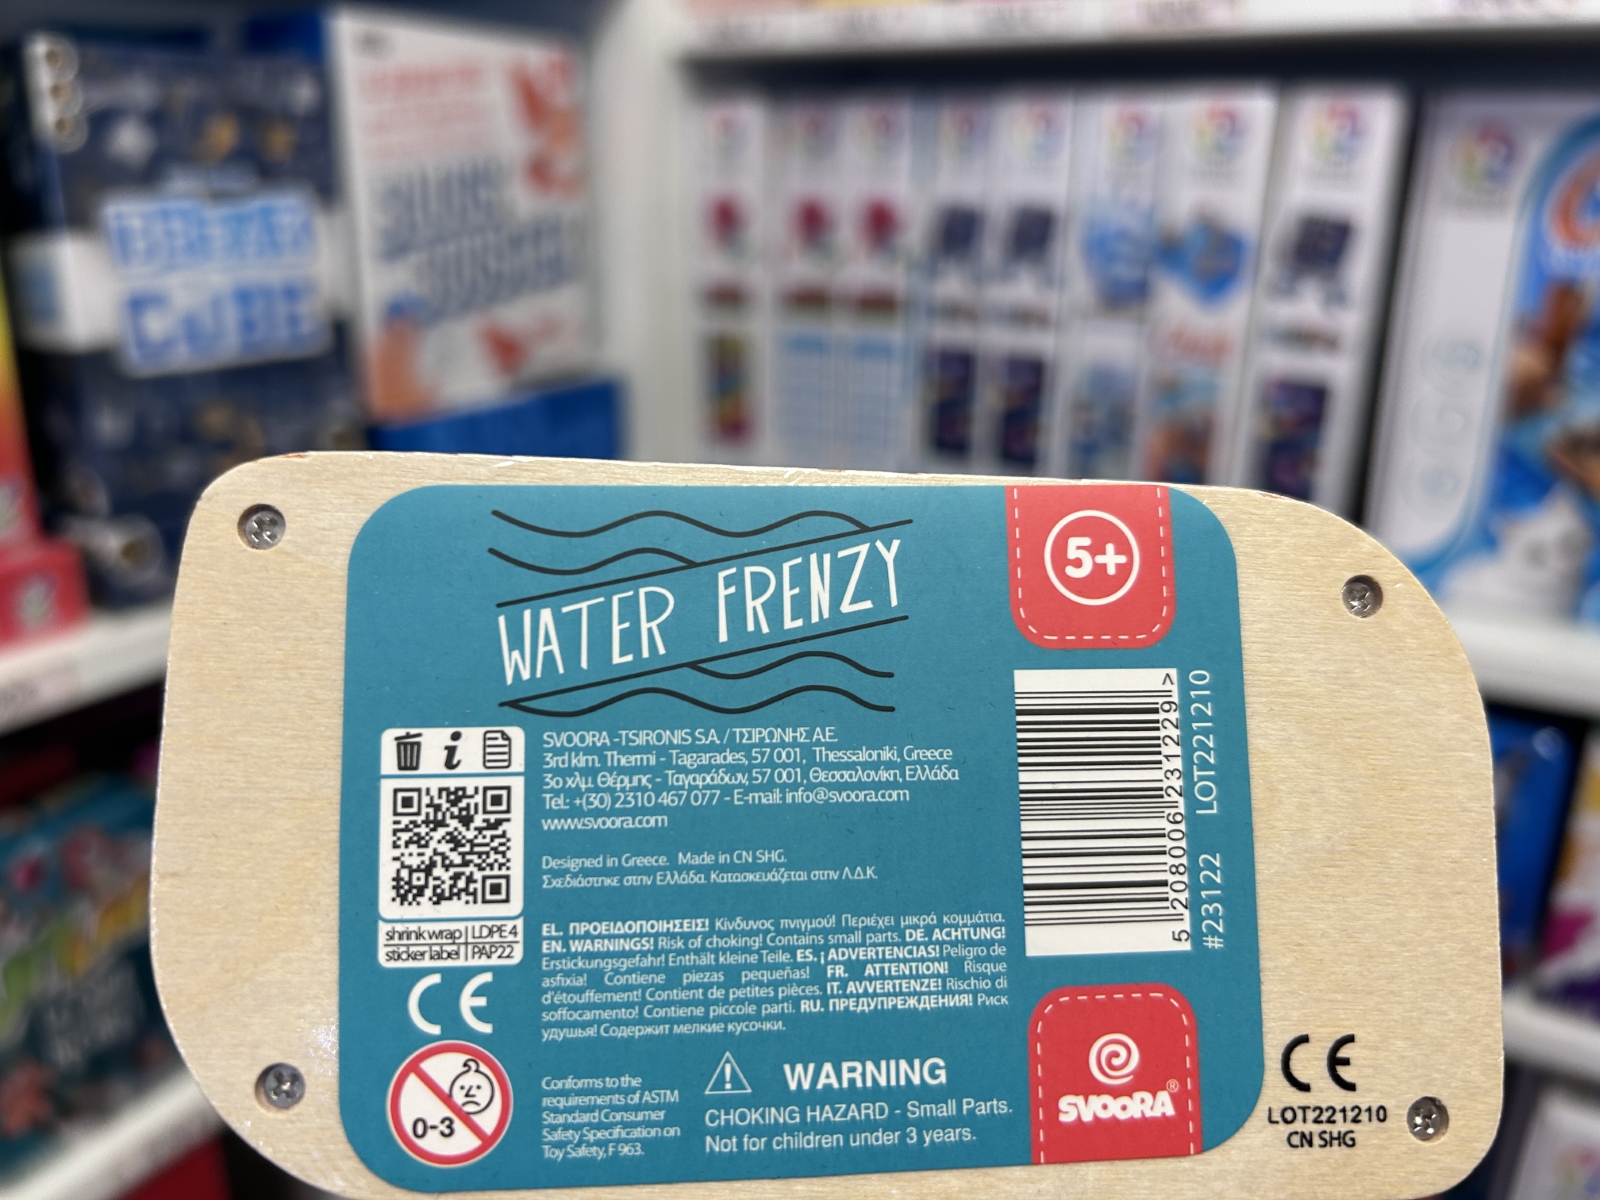 BREAK
CUBE
WATER FRENZY
5+
SVOORA -TSIRONIS S.A. / ΤΣΙΡΩΝΗΣ Α.Ε.
3rd klm. Thermi - Tagarades, 57 001, Thessaloniki, Greece
3ο χλμ. Θέρμης - Ταγαράδων, 57 001, Θεσσαλονίκη, Ελλάδα
Tel.: +(30) 2310 467 077 - E-mail: info@svoora.com
www.svoora.com
Designed in Greece. Made in CN SHG.
Σχεδιάστηκε στην Ελλάδα. Κατασκευάζεται στην Λ.Δ.Κ.
shrink wrap | LDPE 4
sticker label | PAP22
CE
EL. ΠΡΟΕΙΔΟΠΟΙΗΣΕΙΣ! Κίνδυνος πνιγμού! Περιέχει μικρά κομμάτια.
EN. WARNINGS! Risk of choking! Contains small parts. DE. ACHTUNG!
Erstickungsgefahr! Enthält kleine Teile. ES. ¡ ADVERTENCIAS! Peligro de
asfixia! Contiene piezas pequeñas! FR. ATTENTION! Risque
d'étouffement! Contient de petites pièces. IT. AVVERTENZE! Rischio di
soffocamento! Contiene piccole parti. RU. ПРЕДУПРЕЖДЕНИЯ! Риск
удушья! Содержит мелкие кусочки.
0-3
Conforms to the
requirements of ASTM
Standard Consumer
Safety Specification on
Toy Safety, F 963.
WARNING
CHOKING HAZARD - Small Parts.
Not for children under 3 years.
5 208006 231229 >
#23122 LOT221210
SVOORA®
CE
LOT221210
CN SHG